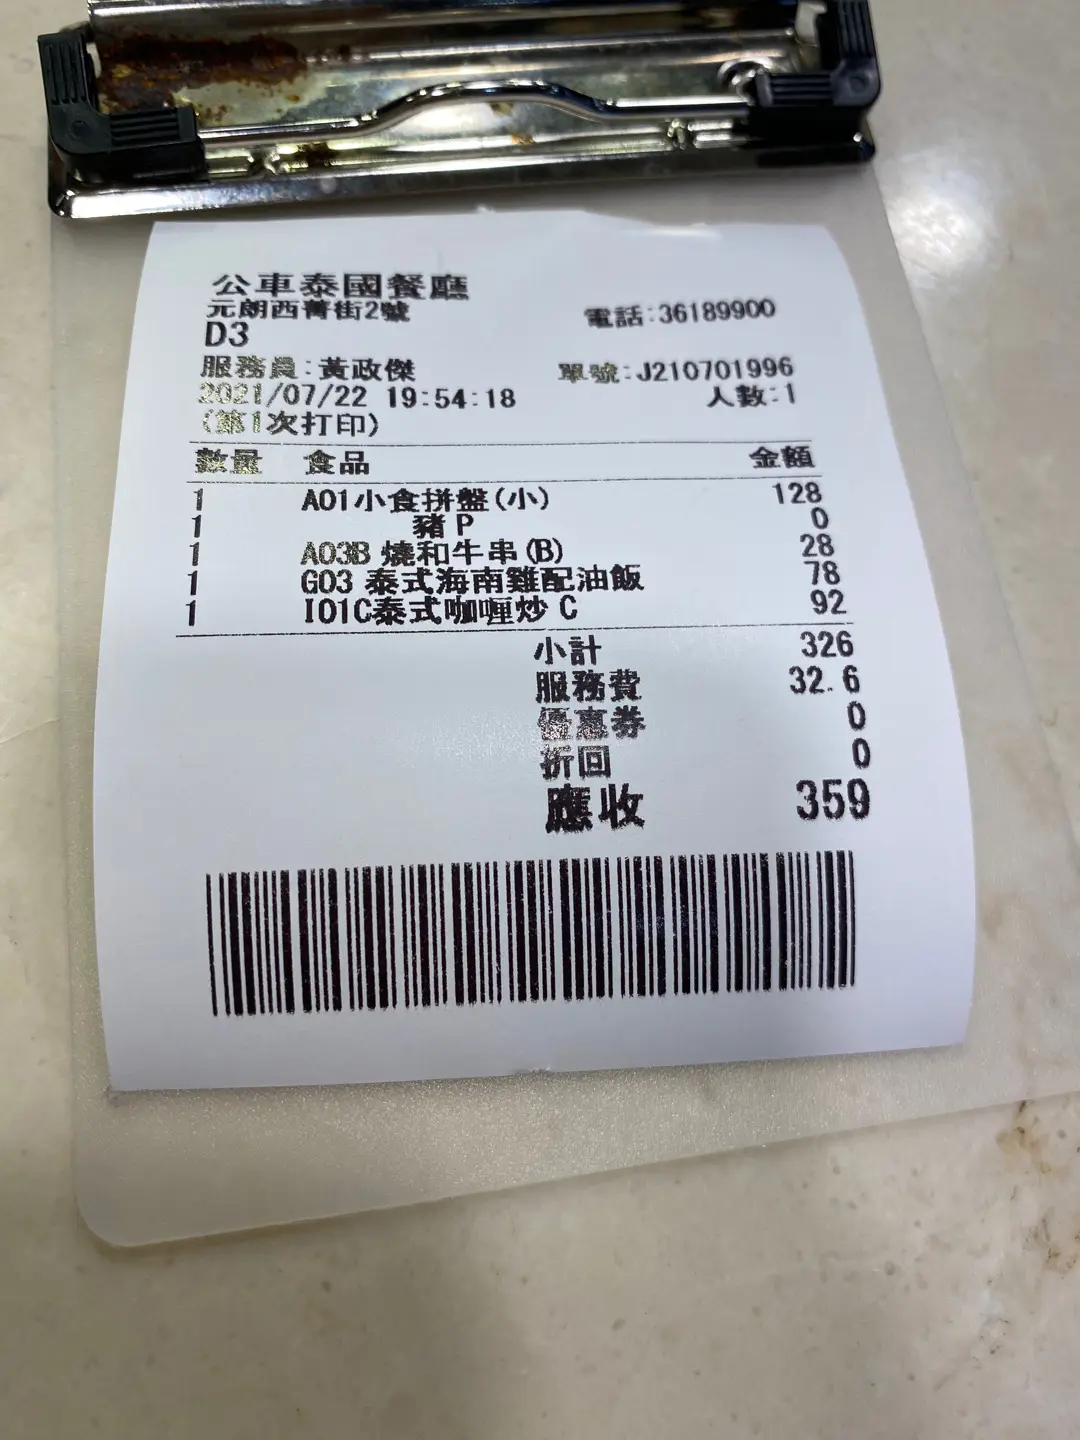 公車泰國餐廳
元朗西菁街2號 電話:36189900
D3
服務員:黃政傑 單號:J210701996
2021/07/22 19:54:18 人數:1
(第1次打印)
數量 食品 金額
1 A01小食拼盤(小) 128
1 豬 P 0
1 A03B 燒和牛串(B) 28
1 G03 泰式海南雞配油飯 78
1 I01C泰式咖喱炒 C 92
小計 326
服務費 32.6
優惠券 0
折回 0
應收 359